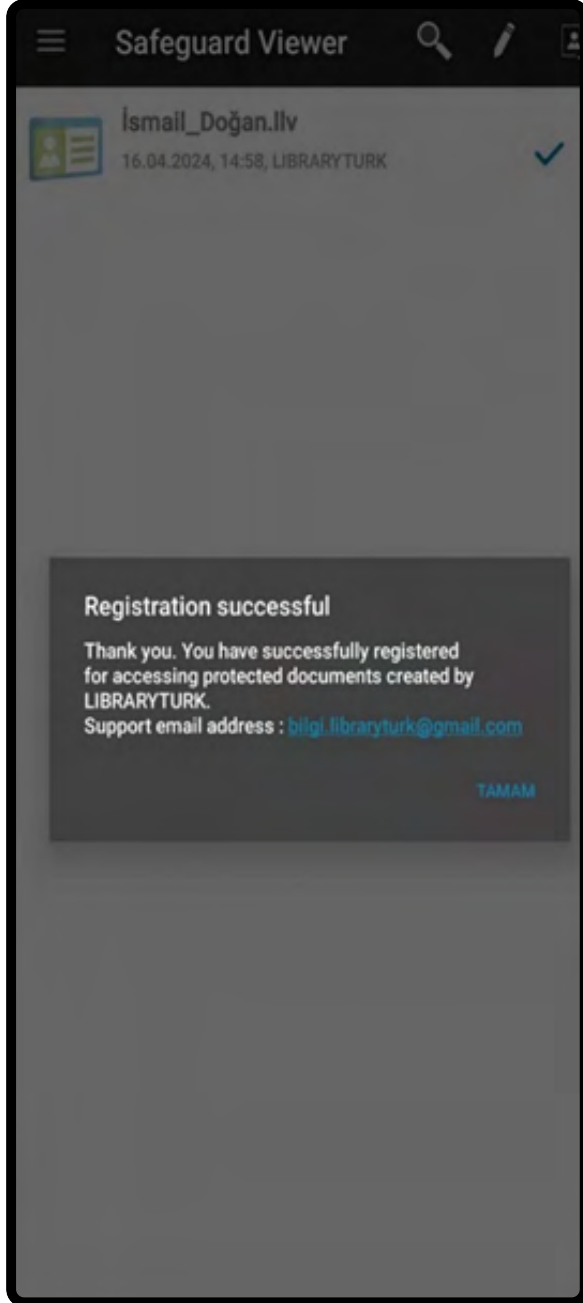 Safeguard Viewer
İsmail_Doğan.llv
16.04.2024, 14:58, LIBRARYTURK
Registration successful
Thank you. You have successfully registered
for accessing protected documents created by
LIBRARYTURK.
Support email address : bilgi.libraryturk@gmail.com
TAMAM